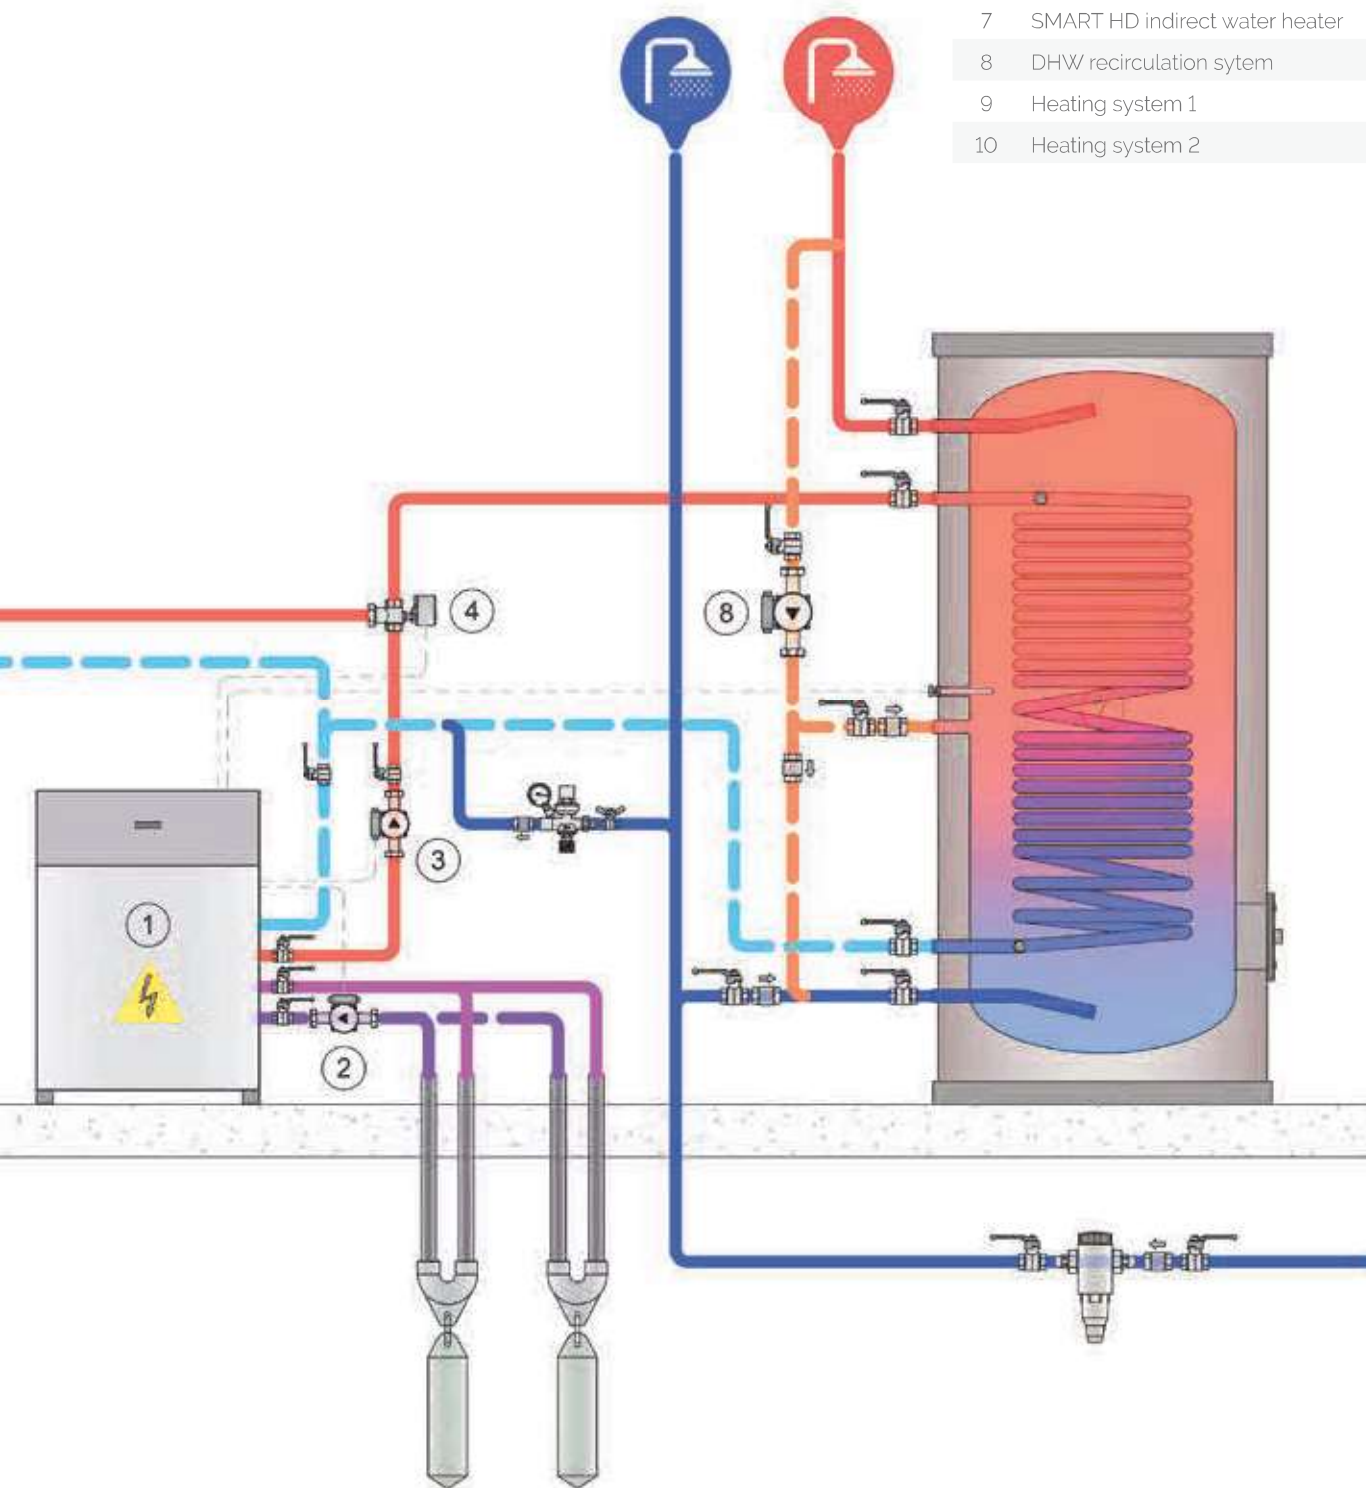 7 SMART HD indirect water heater
8 DHW recirculation sytem
9 Heating system 1
10 Heating system 2
4
8
3
1
2